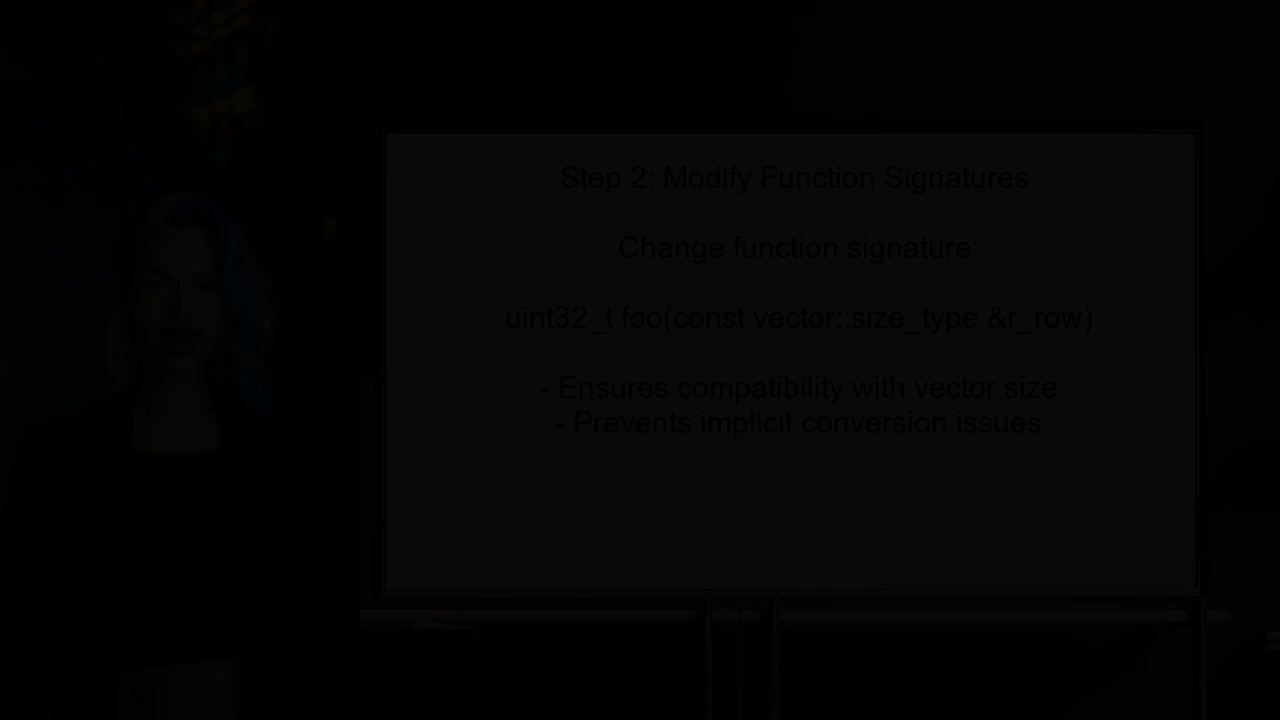 Step 2: Modify Function Signatures
Change function signature:
uint32_t foo(const vector::size_type &r_row)
- Ensures compatibility with vector size
- Prevents implicit conversion issues